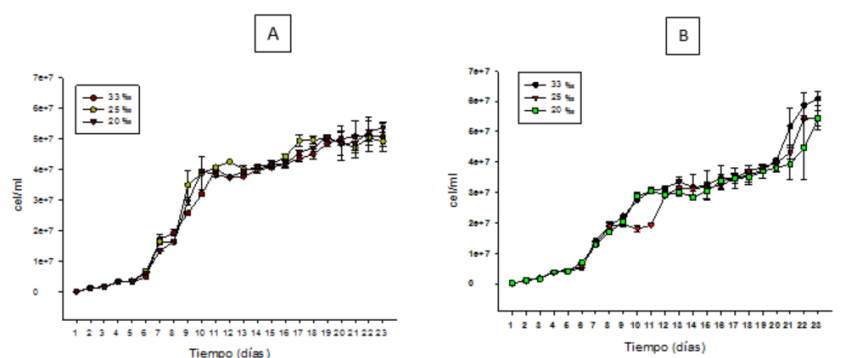 A
B
33 ‰
25 ‰
20 ‰
33 ‰
25 ‰
20 ‰
cel/ml
7e+7
6e+7
5e+7
4e+7
3e+7
2e+7
1e+7
0
1 2 3 4 5 6 7 8 9 10 11 12 13 14 15 16 17 18 19 20 21 22 23
Tiempo (días)
cel/ml
7e+7
6e+7
5e+7
4e+7
3e+7
2e+7
1e+7
0
1 2 3 4 5 6 7 8 9 10 11 12 13 14 15 16 17 18 19 20 21 22 23
Tiempo (días)